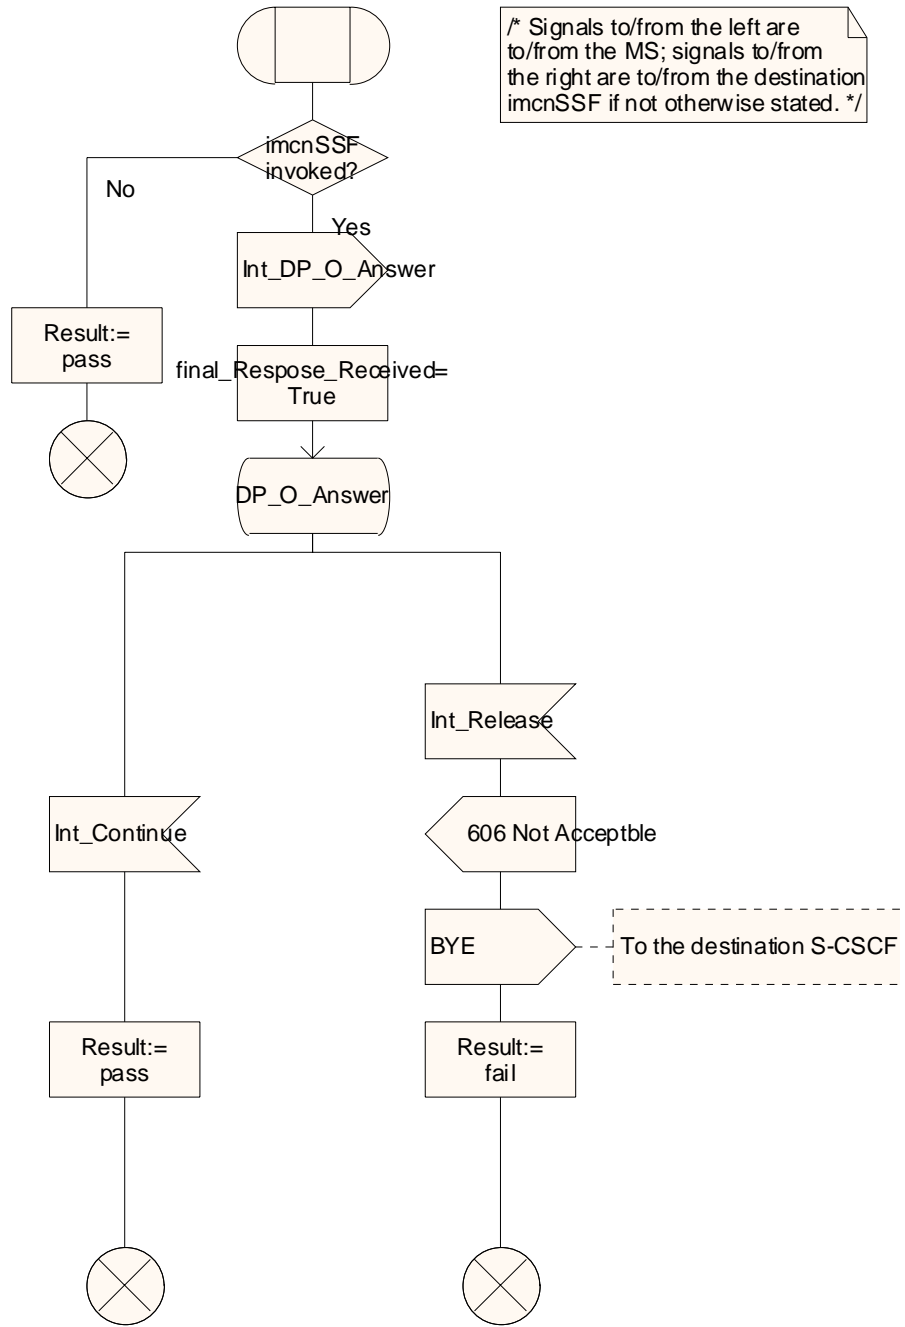 /* Signals to/from the left are
to/from the MS; signals to/from
the right are to/from the destination
imcnSSF if not otherwise stated. */
imcnSSF
invoked?
No
Yes
Int_DP_O_Answer
Result:=
pass
final_Respose_Received=
True
DP_O_Answer
Int_Release
Int_Continue
606 Not Acceptble
BYE
To the destination S-CSCF
Result:=
pass
Result:=
fail